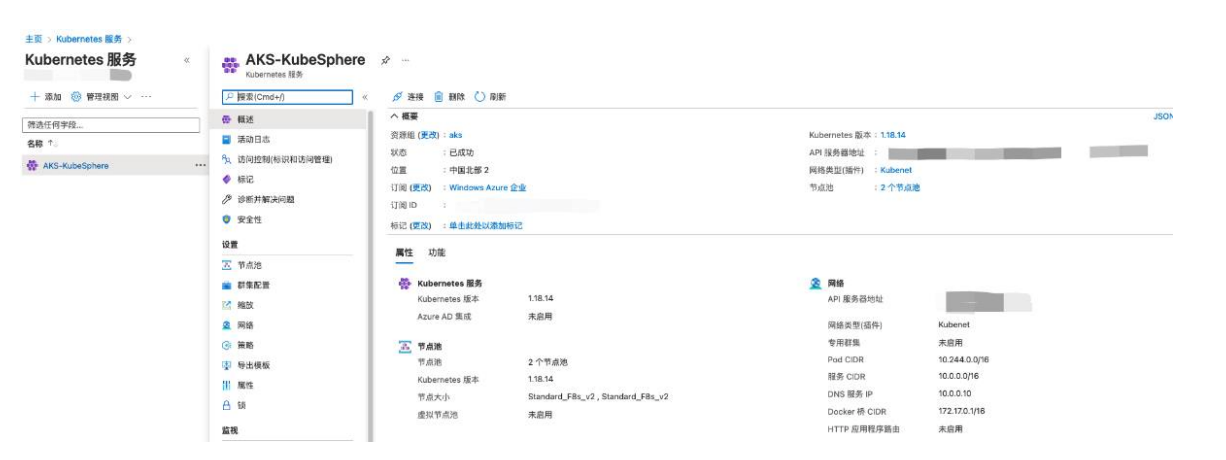 主页 > Kubernetes 服务 >
Kubernetes 服务 «
+ 添加 管理视图 ∨ ···
筛选任何字段...
名称 ↑↓
AKS-KubeSphere ···
AKS-KubeSphere ···
Kubernetes 服务
搜索(Cmd+/) «
概述
活动日志
访问控制(标识和访问管理)
标记
诊断并解决问题
安全性
设置
节点池
群集配置
缩放
网络
策略
导出模板
属性
锁
监视
连接 删除 刷新
∧ 概要 JSON
资源组 (更改) : aks
状态 : 已成功
位置 : 中国北部 2
订阅 (更改) : Windows Azure 企业
订阅 ID :
标记 (更改) : 单击此处以添加标记
Kubernetes 版本 : 1.18.14
API 服务器地址 :
网络类型(插件) : Kubenet
节点池 : 2 个节点池
属性 功能
Kubernetes 服务
Kubernetes 版本 1.18.14
Azure AD 集成 未启用
节点池
节点池 2 个节点池
Kubernetes 版本 1.18.14
节点大小 Standard_F8s_v2 , Standard_F8s_v2
虚拟节点池 未启用
网络
API 服务器地址
网络类型(插件) Kubenet
专用群集 未启用
Pod CIDR 10.244.0.0/16
服务 CIDR 10.0.0.0/16
DNS 服务 IP 10.0.0.10
Docker 桥 CIDR 172.17.0.1/16
HTTP 应用程序路由 未启用